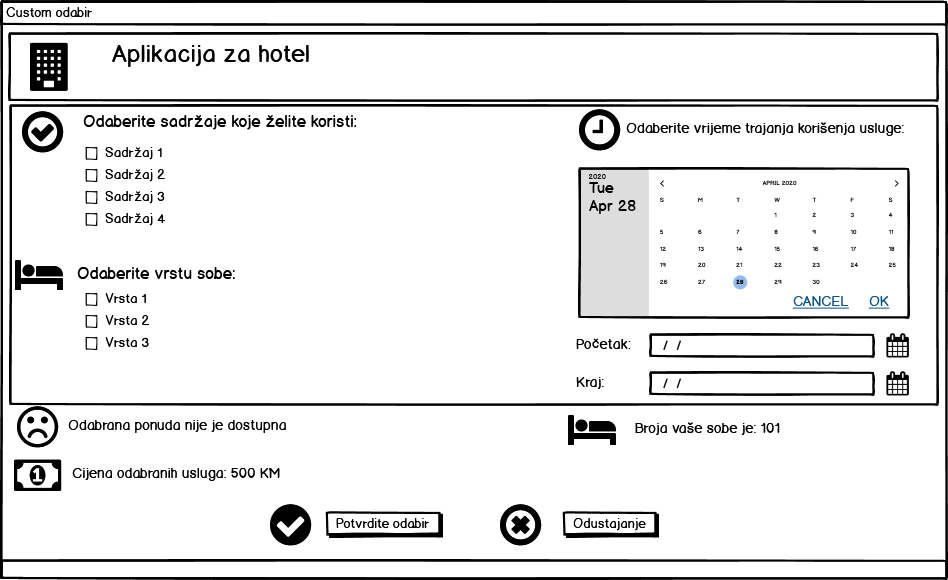 Custom odabir
Aplikacija za hotel
Odaberite sadržaje koje želite koristi:
Sadržaj 1
Sadržaj 2
Sadržaj 3
Sadržaj 4
Odaberite vrstu sobe:
Vrsta 1
Vrsta 2
Vrsta 3
Odaberite vrijeme trajanja korišenja usluge:
2020
Tue
Apr 28
APRIL 2020
S M T W T F S
1 2 3 4
5 6 7 8 9 10 11
12 13 14 15 16 17 18
19 20 21 22 23 24 25
26 27 28 29 30
CANCEL OK
Početak: / /
Kraj: / /
Odabrana ponuda nije je dostupna
Broja vaše sobe je: 101
1
Cijena odabranih usluga: 500 KM
Potvrdite odabir
Odustajanje